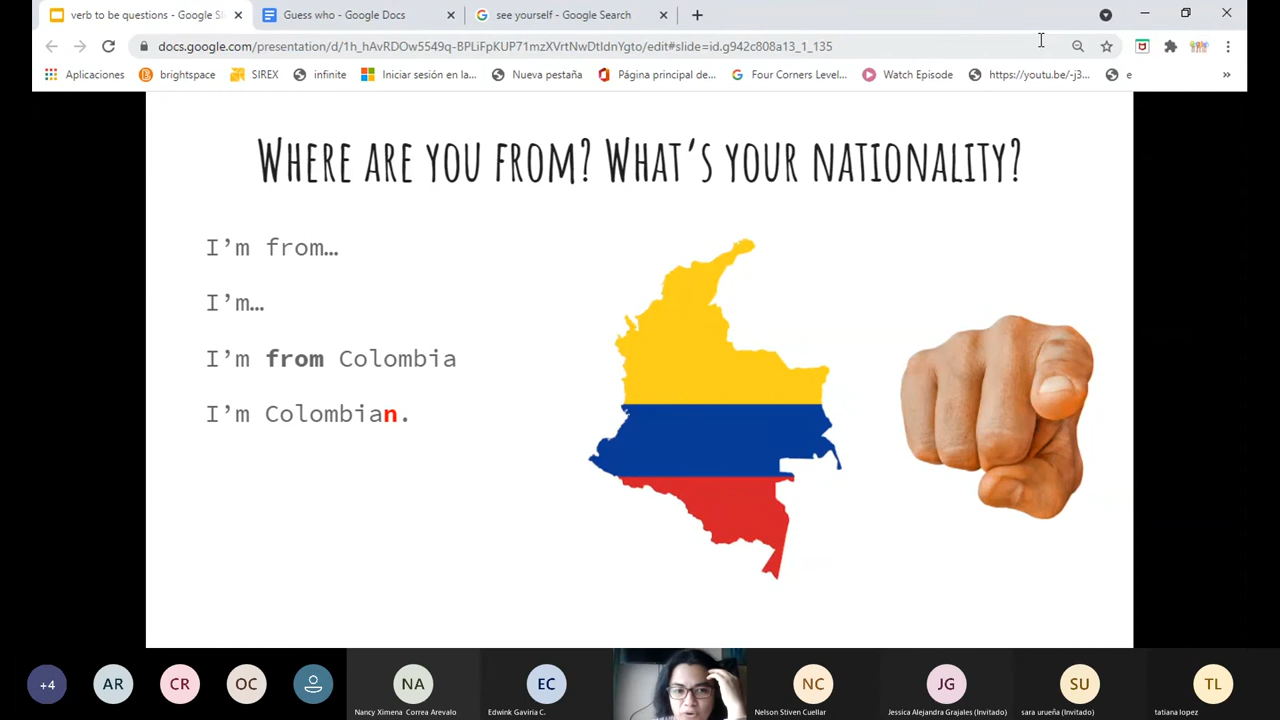 verb to be questions - Google Sl
Guess who - Google Docs
see yourself - Google Search
docs.google.com/presentation/d/1h_hAvRDOw5549q-8PLiFpKUP71mzXVrtNwDtIdnYgto/edit#slide=id.g942c808a13_1_135
Aplicaciones
brightspace
SIREX
infinite
Iniciar sesión en la...
Nueva pestaña
Página principal de...
Four Corners Level...
Watch Episode
https://youtu.be/-j3...
e
»
Where are you from? What's your nationality?
I'm from…
I'm…
I'm from Colombia
I'm Colombian.
+4
AR
CR
OC
NA
EC
NC
JG
SU
TL
Nancy Ximena Correa Arevalo
Edwink Gaviria C.
Nelson Stiven Cuellar
Jessica Alejandra Grajales (Invitado)
sara urueña (Invitado)
tatiana lopez